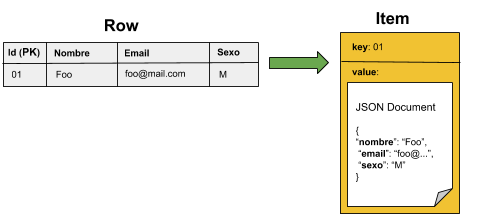 Row
Id (PK) Nombre Email Sexo
01 Foo foo@mail.com M
Item
key: 01
value:
JSON Document
{
"nombre": “Foo”,
“email”: “foo@...”,
“sexo”: “M”
}